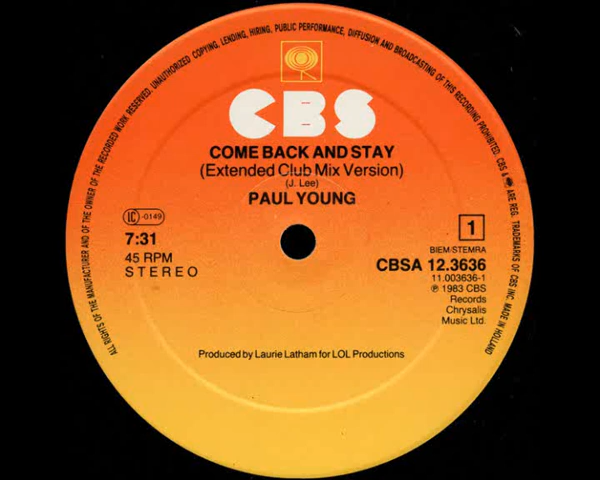 ALL RIGHTS OF THE MANUFACTURER AND OF THE OWNER OF THE RECORDED WORK RESERVED. UNAUTHORIZED COPYING, LENDING, HIRING, PUBLIC PERFORMANCE, DIFFUSION AND BROADCASTING OF THIS RECORDING PROHIBITED. CBS & ARE REG. TRADEMARKS OF CBS INC. MADE IN HOLLAND
CBS
COME BACK AND STAY
(Extended Club Mix Version)
(J. Lee)
PAUL YOUNG
LC -0149
7:31
45 RPM
STEREO
1
BIEM/STEMRA
CBSA 12.3636
11.003636-1
℗ 1983 CBS
Records
Chrysalis
Music Ltd.
Produced by Laurie Latham for LOL Productions